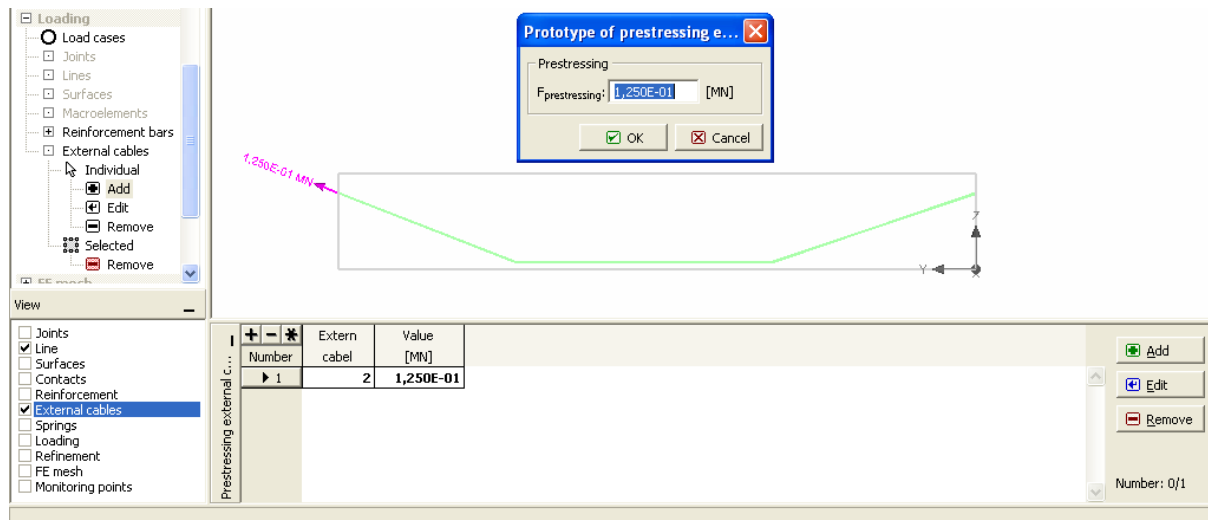 Loading
Load cases
Joints
Lines
Surfaces
Macroelements
Reinforcement bars
External cables
Individual
Add
Edit
Remove
Selected
Remove
FE mesh
Prototype of prestressing e...
Prestressing
Fprestressing: 1,250E-01 [MN]
OK Cancel
1.250E-01 MN
Z
Y
X
View
Joints
Line
Surfaces
Contacts
Reinforcement
External cables
Springs
Loading
Refinement
FE mesh
Monitoring points
Prestressing external c...
Extern Value
Number cabel [MN]
1 2 1,250E-01
Add
Edit
Remove
Number: 0/1